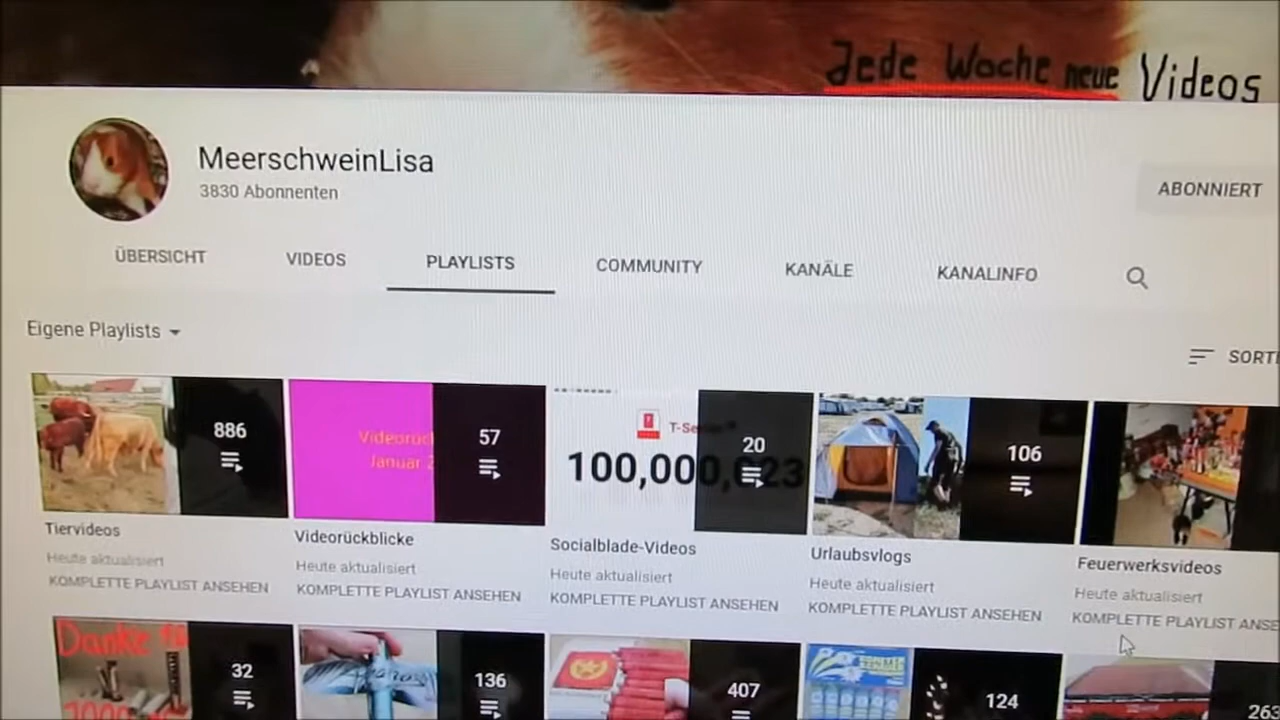 Jede Woche neue Videos
MeerschweinLisa
3830 Abonnenten
ABONNIERT
ÜBERSICHT VIDEOS PLAYLISTS COMMUNITY KANÄLE KANALINFO
Eigene Playlists
SORTI
886
57
20
106
Videorück
Januar 2
T-Se
100,000,023
Tiervideos
Heute aktualisiert
KOMPLETTE PLAYLIST ANSEHEN
Videorückblicke
Heute aktualisiert
KOMPLETTE PLAYLIST ANSEHEN
Socialblade-Videos
Heute aktualisiert
KOMPLETTE PLAYLIST ANSEHEN
Urlaubsvlogs
Heute aktualisiert
KOMPLETTE PLAYLIST ANSEHEN
Feuerwerksvideos
Heute aktualisiert
KOMPLETTE PLAYLIST ANSE
Danke fü
32
136
407
124
263